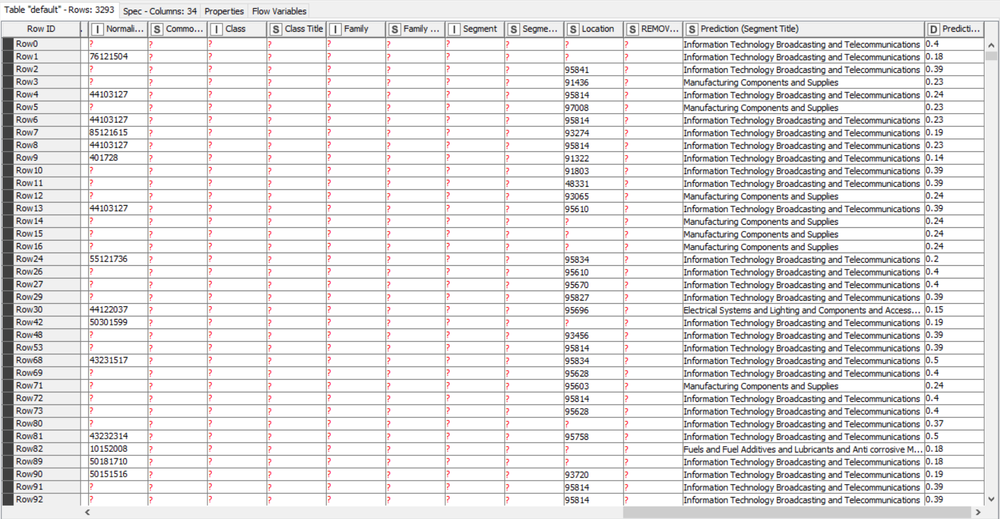 Table "default" - Rows: 3293 Spec - Columns: 34 Properties Flow Variables
Row ID . I Normali... S Commo... I Class S Class Title I Family S Family ... I Segment S Segme... S Location S REMOV... S Prediction (Segment Title) D Predicti...
Row0 ? ? ? ? ? ? ? ? ? ? Information Technology Broadcasting and Telecommunications 0.4
Row1 76121504 ? ? ? ? ? ? ? ? ? Information Technology Broadcasting and Telecommunications 0.18
Row2 ? ? ? ? ? ? ? ? 95841 ? Information Technology Broadcasting and Telecommunications 0.39
Row3 ? ? ? ? ? ? ? ? 91436 ? Manufacturing Components and Supplies 0.23
Row4 44103127 ? ? ? ? ? ? ? 95814 ? Information Technology Broadcasting and Telecommunications 0.24
Row5 ? ? ? ? ? ? ? ? 97008 ? Manufacturing Components and Supplies 0.23
Row6 44103127 ? ? ? ? ? ? ? 95814 ? Information Technology Broadcasting and Telecommunications 0.23
Row7 85121615 ? ? ? ? ? ? ? 93274 ? Information Technology Broadcasting and Telecommunications 0.19
Row8 44103127 ? ? ? ? ? ? ? 95814 ? Information Technology Broadcasting and Telecommunications 0.23
Row9 401728 ? ? ? ? ? ? ? 91322 ? Information Technology Broadcasting and Telecommunications 0.14
Row10 ? ? ? ? ? ? ? ? 91803 ? Information Technology Broadcasting and Telecommunications 0.39
Row11 ? ? ? ? ? ? ? ? 48331 ? Information Technology Broadcasting and Telecommunications 0.39
Row12 ? ? ? ? ? ? ? ? 93065 ? Manufacturing Components and Supplies 0.24
Row13 44103127 ? ? ? ? ? ? ? 95610 ? Information Technology Broadcasting and Telecommunications 0.39
Row14 ? ? ? ? ? ? ? ? ? ? Manufacturing Components and Supplies 0.24
Row15 ? ? ? ? ? ? ? ? ? ? Manufacturing Components and Supplies 0.24
Row16 ? ? ? ? ? ? ? ? ? ? Manufacturing Components and Supplies 0.24
Row24 55121736 ? ? ? ? ? ? ? 95834 ? Information Technology Broadcasting and Telecommunications 0.2
Row26 ? ? ? ? ? ? ? ? 95610 ? Information Technology Broadcasting and Telecommunications 0.4
Row27 ? ? ? ? ? ? ? ? 95670 ? Information Technology Broadcasting and Telecommunications 0.4
Row29 ? ? ? ? ? ? ? ? 95827 ? Information Technology Broadcasting and Telecommunications 0.39
Row30 44122037 ? ? ? ? ? ? ? 95696 ? Electrical Systems and Lighting and Components and Access... 0.15
Row42 50301599 ? ? ? ? ? ? ? ? ? Information Technology Broadcasting and Telecommunications 0.19
Row48 ? ? ? ? ? ? ? ? 93456 ? Information Technology Broadcasting and Telecommunications 0.39
Row53 ? ? ? ? ? ? ? ? 95814 ? Information Technology Broadcasting and Telecommunications 0.39
Row68 43231517 ? ? ? ? ? ? ? 95834 ? Information Technology Broadcasting and Telecommunications 0.5
Row69 ? ? ? ? ? ? ? ? 95628 ? Information Technology Broadcasting and Telecommunications 0.4
Row71 ? ? ? ? ? ? ? ? 95603 ? Manufacturing Components and Supplies 0.24
Row72 ? ? ? ? ? ? ? ? 95814 ? Information Technology Broadcasting and Telecommunications 0.4
Row73 ? ? ? ? ? ? ? ? 95628 ? Information Technology Broadcasting and Telecommunications 0.4
Row80 ? ? ? ? ? ? ? ? ? ? Information Technology Broadcasting and Telecommunications 0.37
Row81 43232314 ? ? ? ? ? ? ? 95758 ? Information Technology Broadcasting and Telecommunications 0.5
Row82 10152008 ? ? ? ? ? ? ? ? ? Fuels and Fuel Additives and Lubricants and Anti corrosive M... 0.18
Row89 50181710 ? ? ? ? ? ? ? ? ? Information Technology Broadcasting and Telecommunications 0.18
Row90 50151516 ? ? ? ? ? ? ? 93720 ? Information Technology Broadcasting and Telecommunications 0.19
Row91 ? ? ? ? ? ? ? ? 95814 ? Information Technology Broadcasting and Telecommunications 0.39
Row92 ? ? ? ? ? ? ? ? 95814 ? Information Technology Broadcasting and Telecommunications 0.39